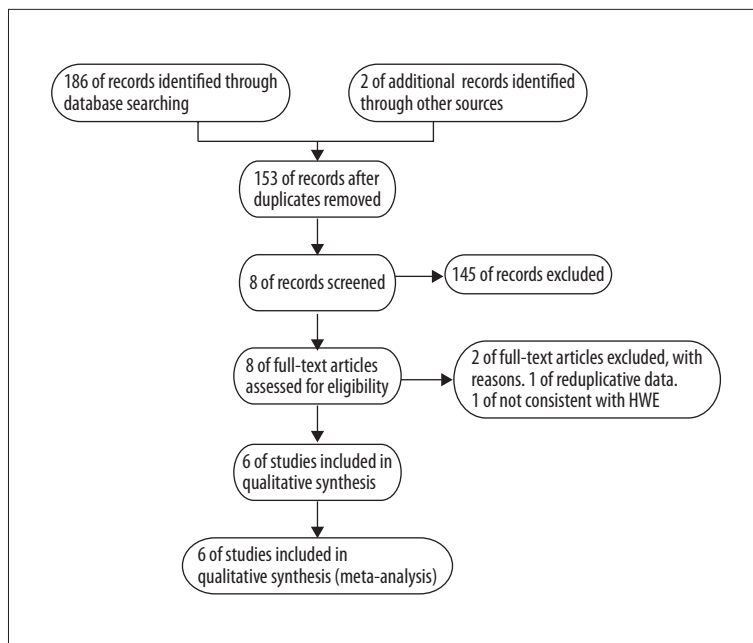 186 of records identified through
database searching
2 of additional records identified
through other sources
153 of records after
duplicates removed
8 of records screened
145 of records excluded
8 of full-text articles
assessed for eligibility
2 of full-text articles excluded, with
reasons. 1 of reduplicative data.
1 of not consistent with HWE
6 of studies included in
qualitative synthesis
6 of studies included in
qualitative synthesis (meta-analysis)